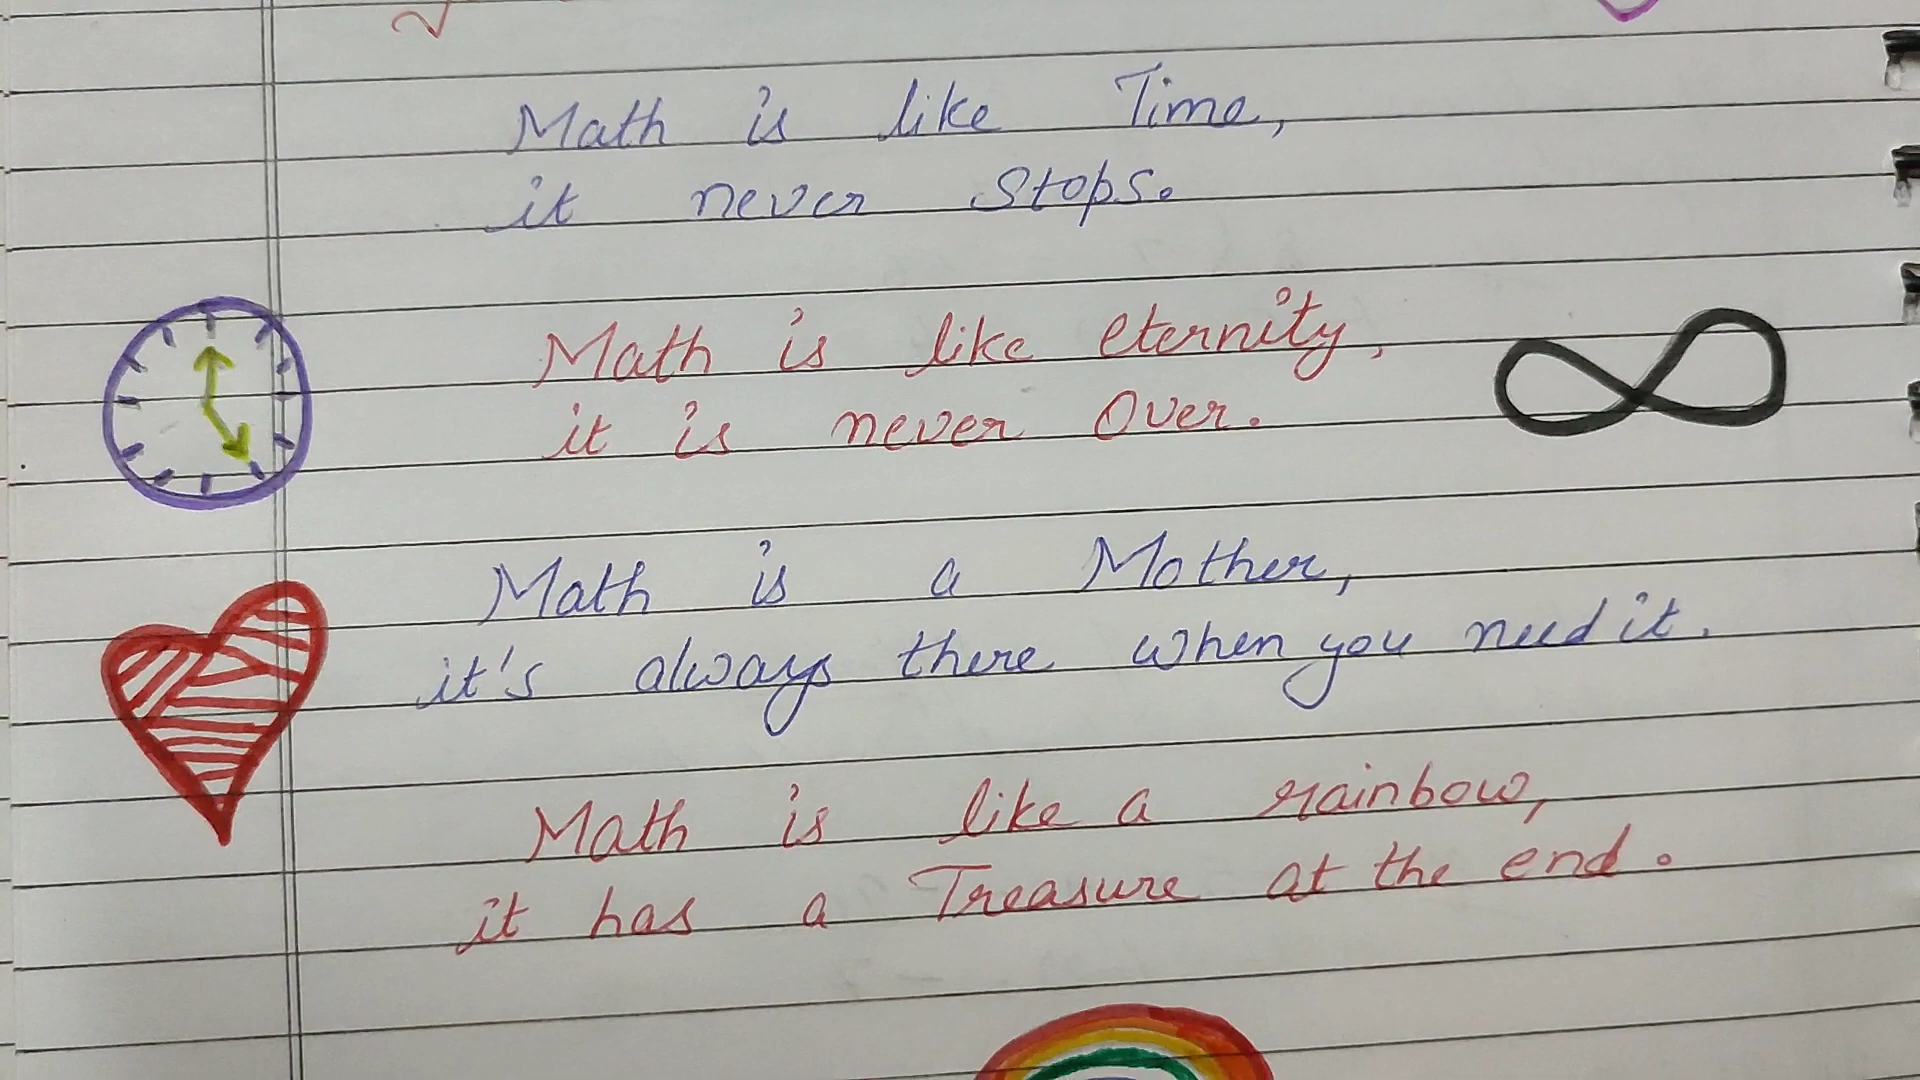 Math is like Time,
it never Stops.
Math is like eternity,
it is never Over.
Math is a Mother,
it's always there when you need it.
Math is like a rainbow,
it has a Treasure at the end.